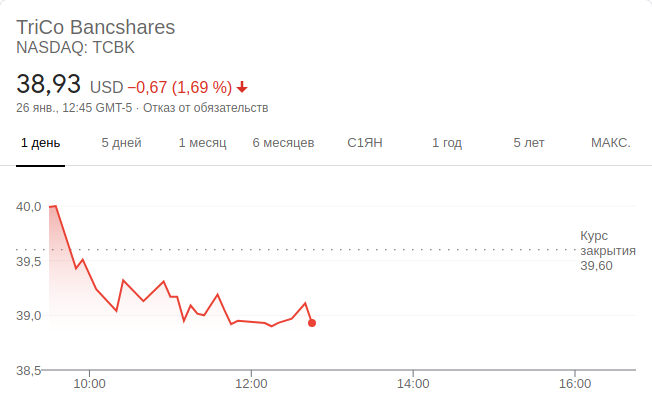 TriCo Bancshares
NASDAQ: TCBK
38,93 USD −0,67 (1,69 %)
26 янв., 12:45 GMT-5 · Отказ от обязательств
1 день 5 дней 1 месяц 6 месяцев С1ЯН 1 год 5 лет МАКС.
40,0
Курс
закрытия
39,60
39,5
39,0
38,5
10:00 12:00 14:00 16:00